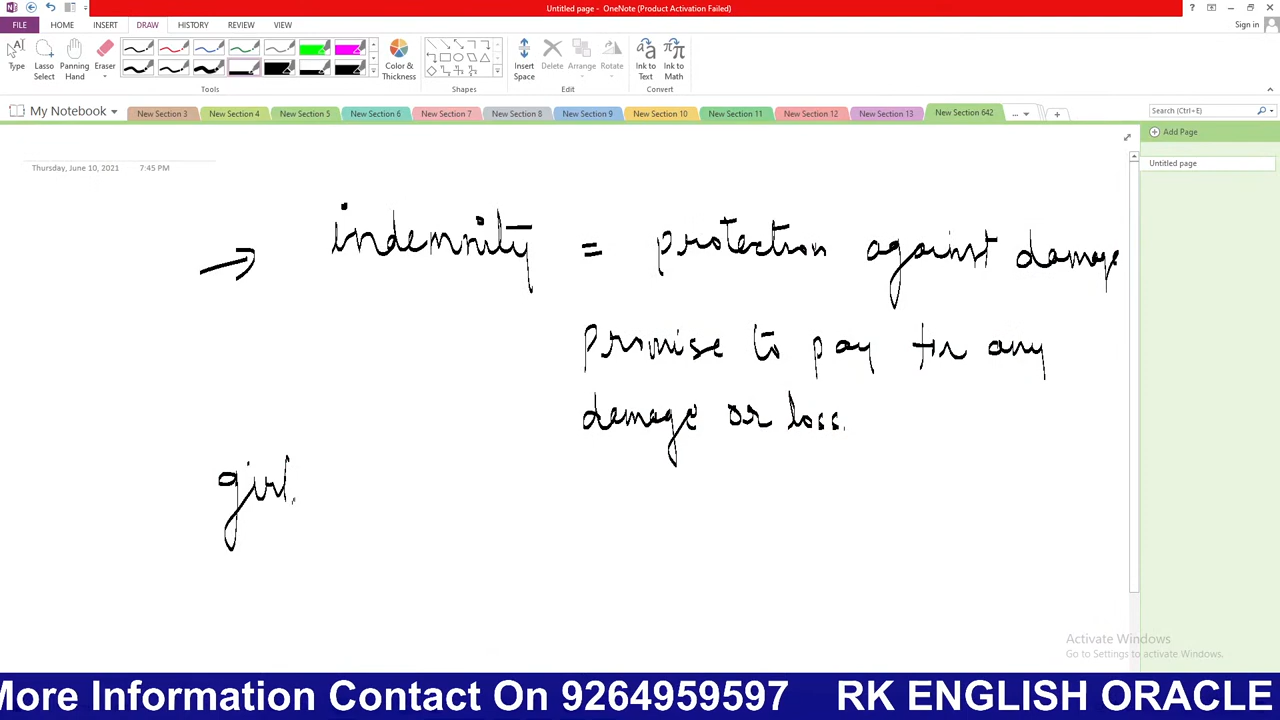 Untitled page - OneNote (Product Activation Failed)
Sign in
FILE HOME INSERT DRAW HISTORY REVIEW VIEW
Type Lasso Select Panning Hand Eraser Color & Thickness Insert Space Delete Arrange Rotate Ink to Text Ink to Math
Tools Shapes Edit Convert
My Notebook New Section 3 New Section 4 New Section 5 New Section 6 New Section 7 New Section 8 New Section 9 New Section 10 New Section 11 New Section 12 New Section 13 New Section 642 ... Search (Ctrl+E)
Add Page
Untitled page
Thursday, June 10, 2021 7:45 PM
⇒ indemnity = protection against damage
Promise to pay for any
damage or loss.
girl
Activate Windows
Go to Settings to activate Windows.
More Information Contact On 9264959597 RK ENGLISH ORACLE